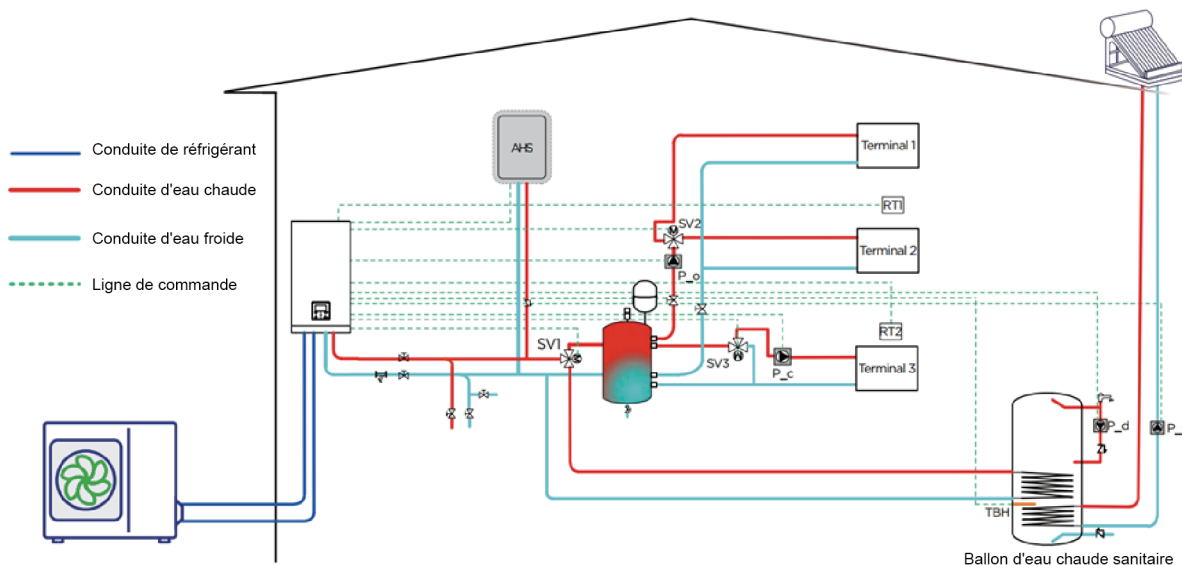 Conduite de réfrigérant
Conduite d'eau chaude
Conduite d'eau froide
Ligne de commande
AHS
Terminal 1
RT1
SV2
Terminal 2
P_o
RT2
SV1
SV3
P_c
Terminal 3
P_d
P_
TBH
Ballon d'eau chaude sanitaire